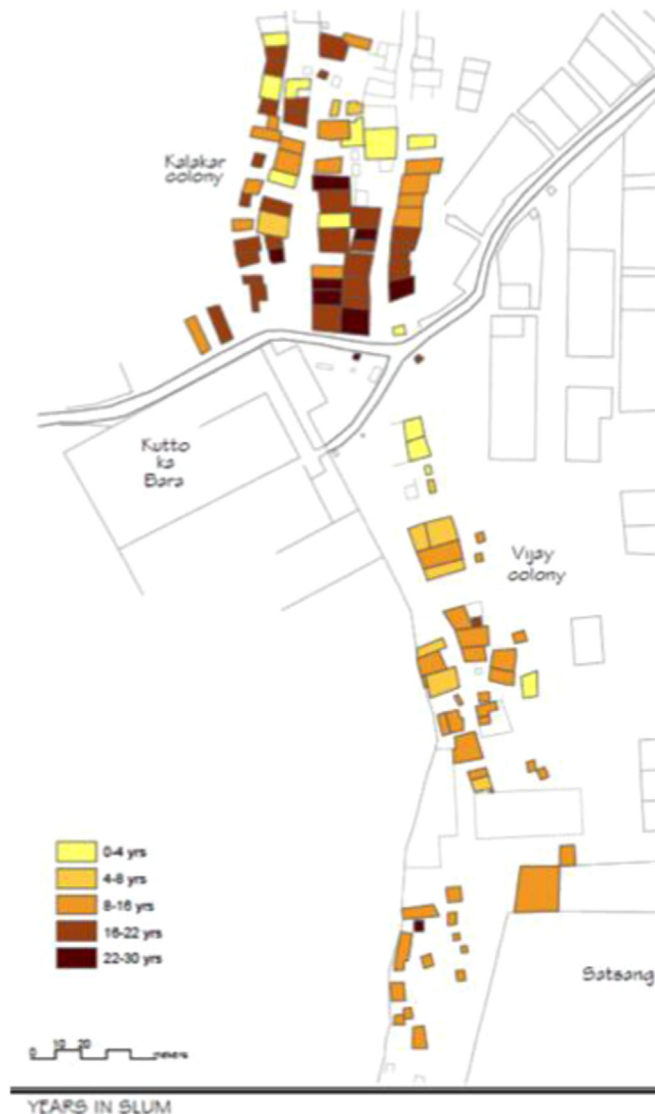 Kalakar
colony
Kutto
ka
Bara
Vijay
colony
0-4 yrs
4-8 yrs
8-16 yrs
16-22 yrs
22-30 yrs
Satsang
0 10 20 meters
YEARS IN SLUM